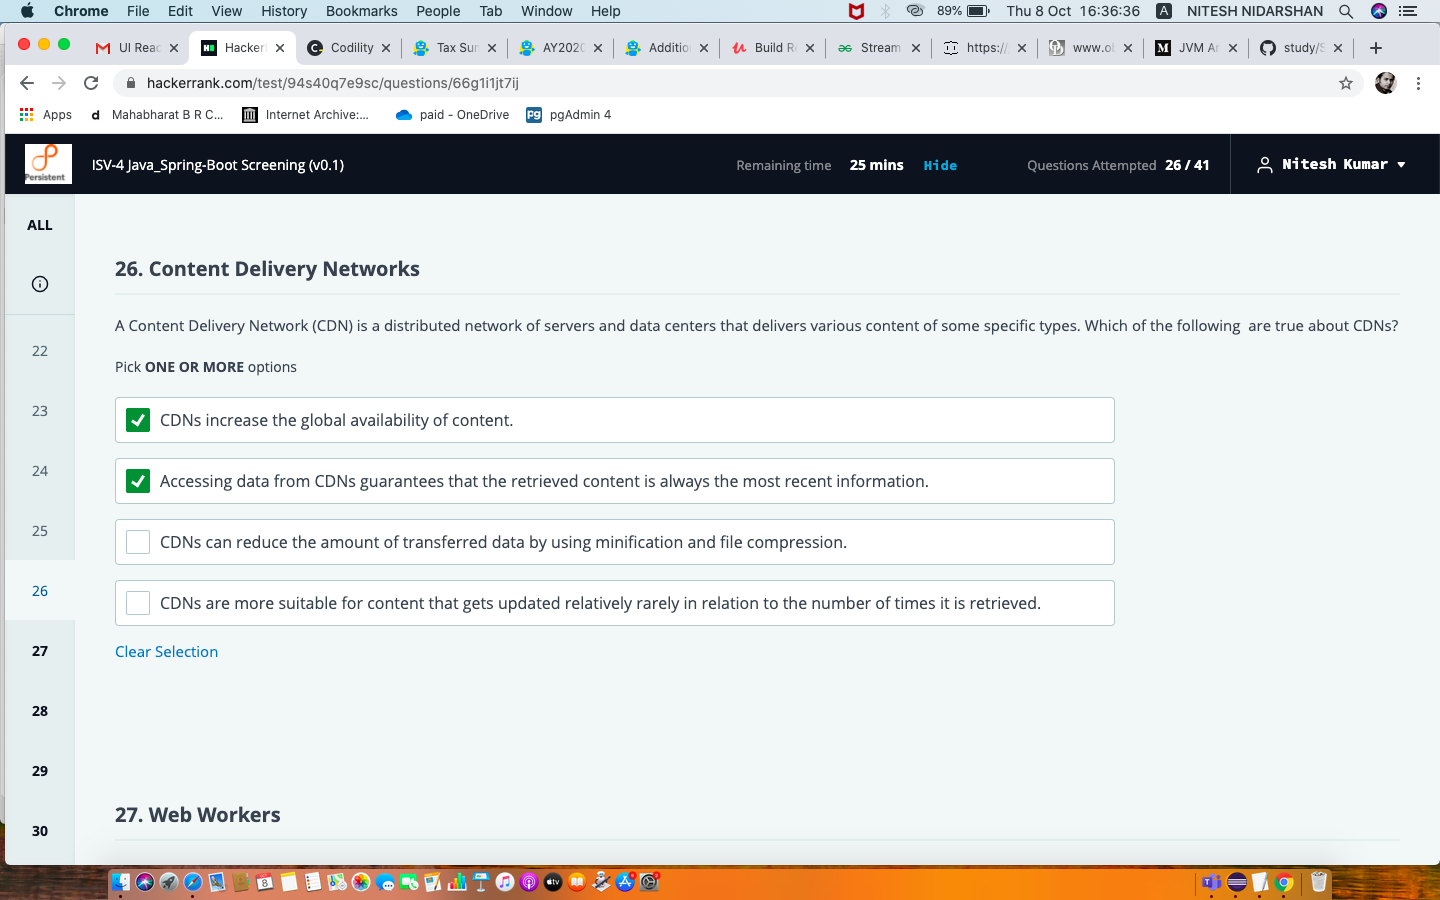 Chrome File Edit View History Bookmarks People Tab Window Help 89% Thu 8 Oct 16:36:36 A NITESH NIDARSHAN
UI Reac HackerR Codility Tax Sum AY2020 Additio Build R Stream https:// www.ol JVM Ar study/S
hackerrank.com/test/94s40q7e9sc/questions/66g1i1jt7ij
Apps Mahabharat B R C... Internet Archive:... paid - OneDrive pgAdmin 4
Persistent ISV-4 Java_Spring-Boot Screening (v0.1) Remaining time 25 mins Hide Questions Attempted 26 / 41 Nitesh Kumar
ALL
22
23
24
25
26
27
28
29
30
26. Content Delivery Networks
A Content Delivery Network (CDN) is a distributed network of servers and data centers that delivers various content of some specific types. Which of the following are true about CDNs?
Pick ONE OR MORE options
CDNs increase the global availability of content.
Accessing data from CDNs guarantees that the retrieved content is always the most recent information.
CDNs can reduce the amount of transferred data by using minification and file compression.
CDNs are more suitable for content that gets updated relatively rarely in relation to the number of times it is retrieved.
Clear Selection
27. Web Workers